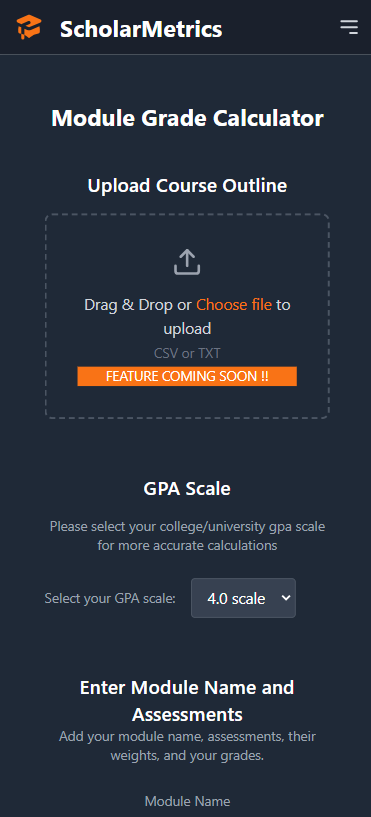 ScholarMetrics
Module Grade Calculator
Upload Course Outline
Drag & Drop or Choose file to
upload
CSV or TXT
FEATURE COMING SOON !!
GPA Scale
Please select your college/university gpa scale
for more accurate calculations
Select your GPA scale: 4.0 scale
Enter Module Name and
Assessments
Add your module name, assessments, their
weights, and your grades.
Module Name